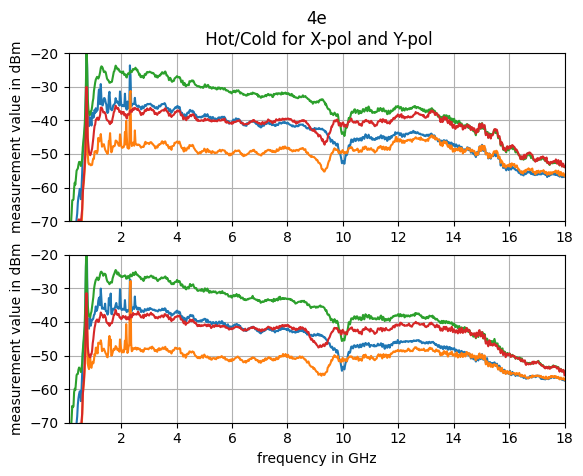 4e
Hot/Cold for X-pol and Y-pol
measurement value in dBm
−20
−30
−40
−50
−60
−70
2 4 6 8 10 12 14 16 18
measurement value in dBm
−20
−30
−40
−50
−60
−70
2 4 6 8 10 12 14 16 18
frequency in GHz